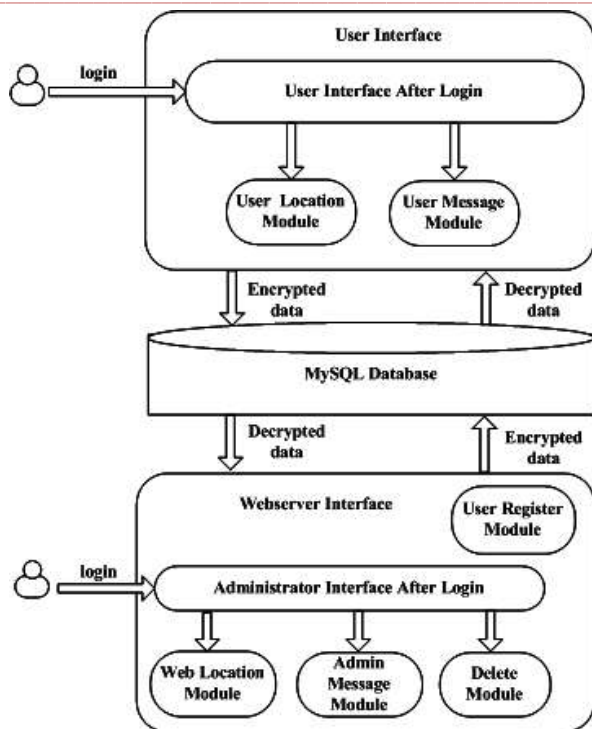 User Interface
login
User Interface After Login
User Location
Module
User Message
Module
Encrypted
data
Decrypted
data
MySQL Database
Decrypted
data
Encrypted
data
Webserver Interface
User Register
Module
login
Administrator Interface After Login
Web Location
Module
Admin
Message
Module
Delete
Module